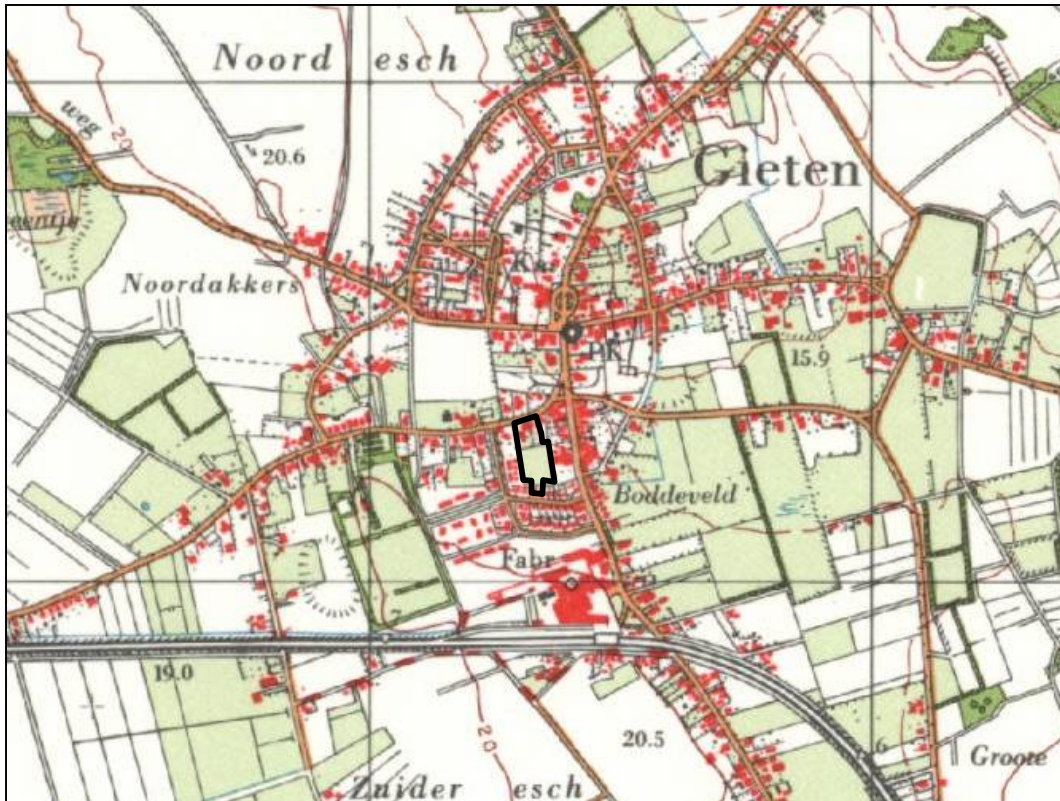 Noord esch
weg
20
20.6
Gieten
eentje
Noordakkers
K
PK
15.9
Boddeveld
Fabr
19.0
20
20.5
6
Groote
Zuider esch